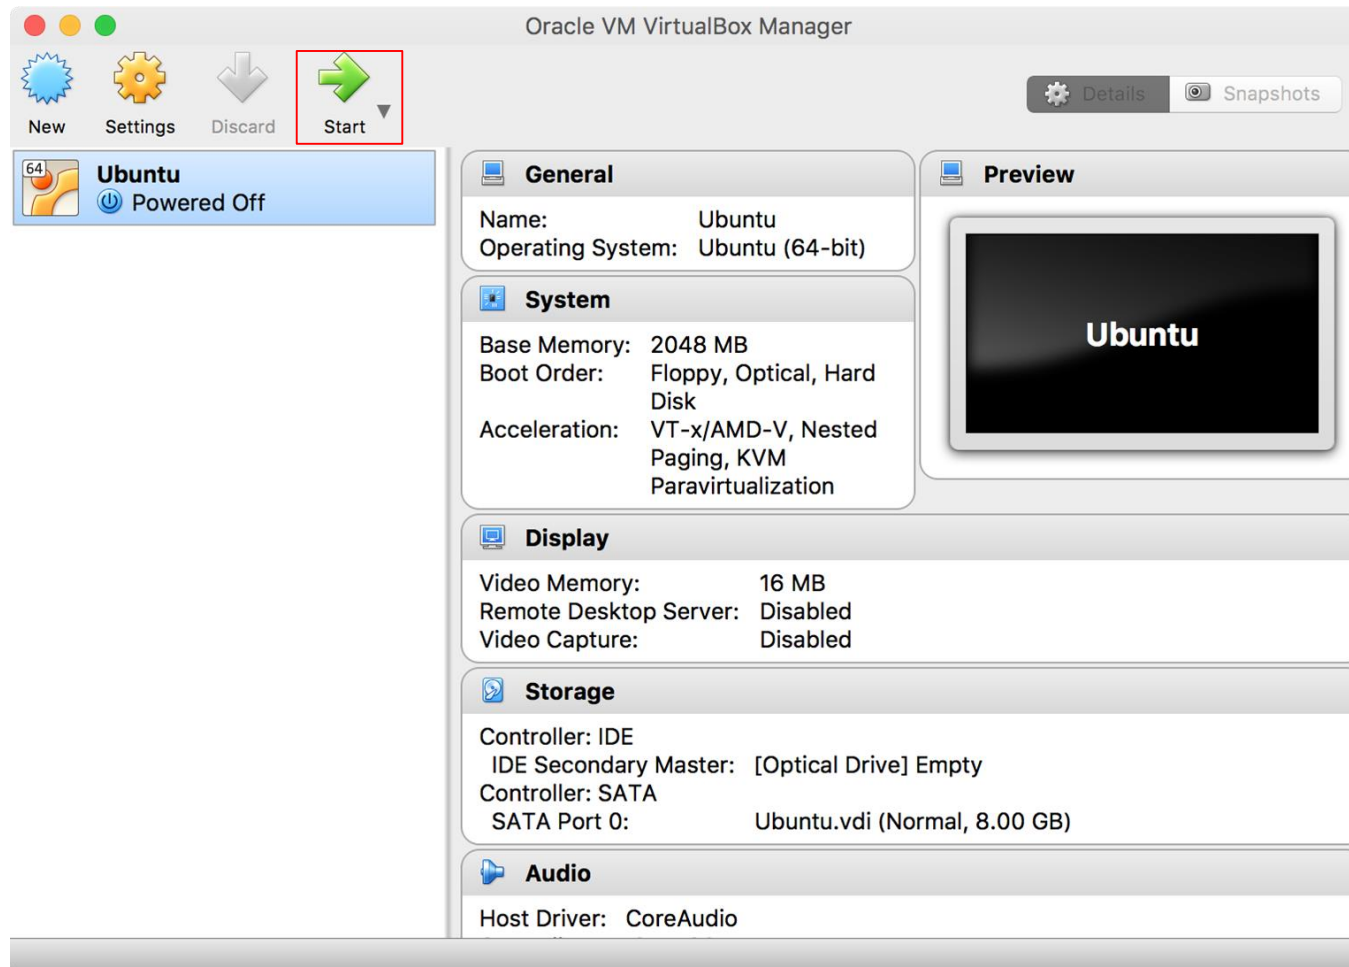 Oracle VM VirtualBox Manager
New
Settings
Discard
Start
Details
Snapshots
64
Ubuntu
Powered Off
General
Name: Ubuntu
Operating System: Ubuntu (64-bit)
Preview
Ubuntu
System
Base Memory: 2048 MB
Boot Order: Floppy, Optical, Hard
Disk
Acceleration: VT-x/AMD-V, Nested
Paging, KVM
Paravirtualization
Display
Video Memory: 16 MB
Remote Desktop Server: Disabled
Video Capture: Disabled
Storage
Controller: IDE
IDE Secondary Master: [Optical Drive] Empty
Controller: SATA
SATA Port 0: Ubuntu.vdi (Normal, 8.00 GB)
Audio
Host Driver: CoreAudio